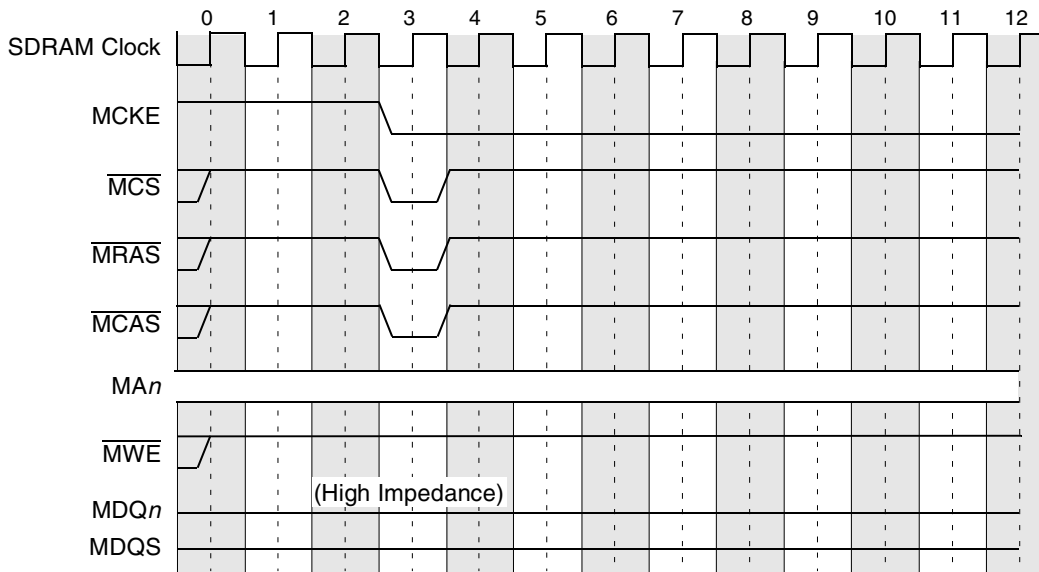 0 1 2 3 4 5 6 7 8 9 10 11 12
SDRAM Clock
MCKE
MCS
MRAS
MCAS
MAn
MWE
(High Impedance)
MDQn
MDQS